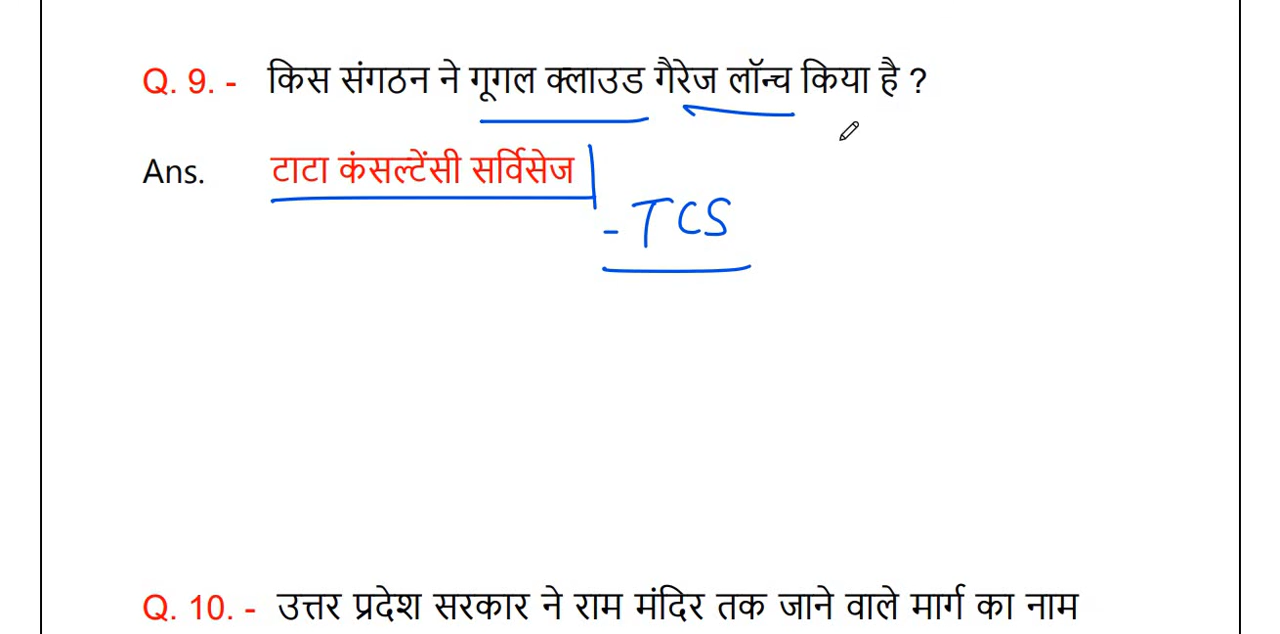 Q. 9. - किस संगठन ने गूगल क्लाउड गैरेज लॉन्च किया है ?
Ans. टाटा कंसल्टेंसी सर्विसेज
- TCS
Q. 10. - उत्तर प्रदेश सरकार ने राम मंदिर तक जाने वाले मार्ग का नाम